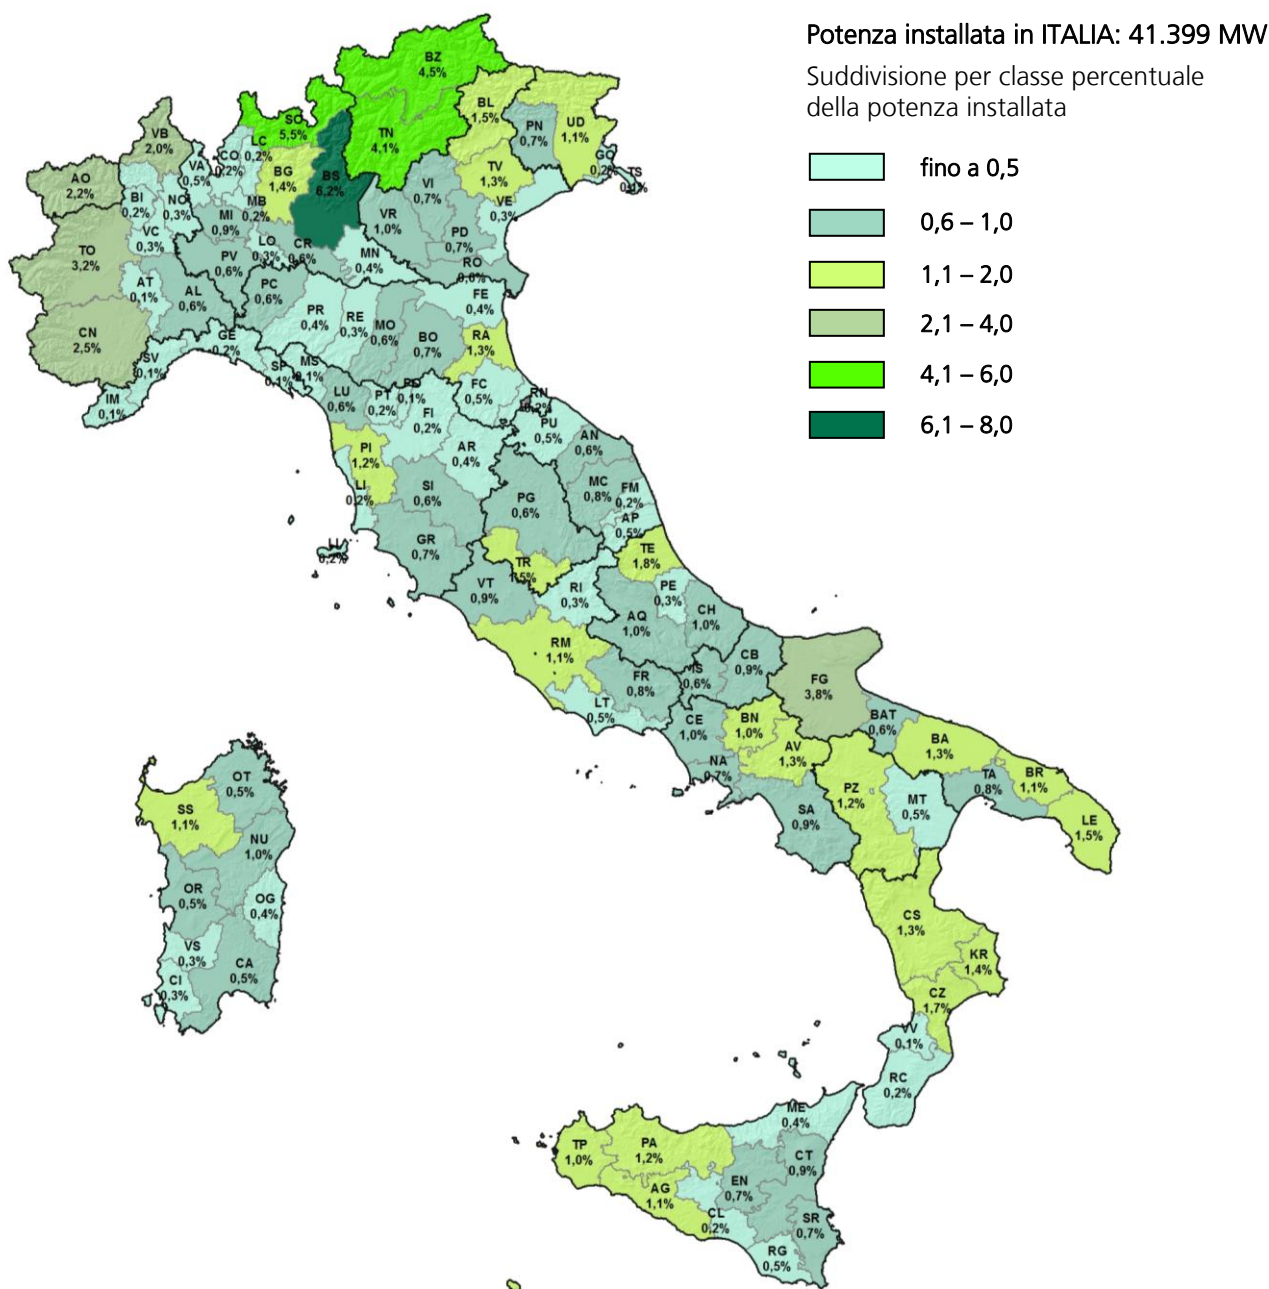 Potenza installata in ITALIA: 41.399 MW
Suddivisione per classe percentuale
della potenza installata
fino a 0,5
0,6 – 1,0
1,1 – 2,0
2,1 – 4,0
4,1 – 6,0
6,1 – 8,0
BZ
4,5%
SO
5,5%
TN
4,1%
BL
1,5%
PN
0,7%
UD
1,1%
GO
0,2%
TS
VB
2,0%
VA
0,5%
CO
0,2%
LC
0,2%
BG
1,4%
BS
6,2%
AO
2,2%
BI
0,2%
NO
0,3%
MI
0,9%
MB
0,2%
VI
0,7%
TV
1,3%
VE
0,3%
VR
1,0%
PD
0,7%
VC
0,3%
TO
3,2%
PV
0,6%
LO
0,3%
CR
0,6%
MN
0,4%
RO
AT
0,1%
AL
0,6%
PC
0,6%
PR
0,4%
RE
0,3%
MO
0,6%
FE
0,4%
BO
0,7%
RA
1,3%
CN
2,5%
GE
0,2%
SV
0,1%
SP
0,1%
MS
0,1%
IM
0,1%
LU
0,6%
PT
0,2%
0,1%
FI
0,2%
FC
0,5%
RN
0,2%
PU
0,5%
AN
0,6%
PI
1,2%
AR
0,4%
LI
0,2%
SI
0,6%
PG
0,6%
MC
0,8%
FM
0,2%
AP
0,5%
GR
0,7%
LI
0,2%
TR
TE
1,8%
VT
0,9%
RI
0,3%
PE
0,3%
CH
1,0%
AQ
1,0%
RM
1,1%
FR
0,8%
IS
0,6%
CB
0,9%
FG
3,8%
LT
0,5%
CE
1,0%
BN
1,0%
AV
1,3%
BAT
0,6%
BA
1,3%
NA
0,7%
SA
0,9%
PZ
1,2%
MT
0,5%
TA
0,8%
BR
1,1%
LE
1,5%
OT
0,5%
SS
1,1%
NU
1,0%
OR
0,5%
OG
0,4%
VS
0,3%
CA
0,5%
CI
0,3%
CS
1,3%
KR
1,4%
CZ
1,7%
VV
0,1%
RC
0,2%
ME
0,4%
TP
1,0%
PA
1,2%
CT
0,9%
AG
1,1%
EN
0,7%
CL
0,2%
SR
0,7%
RG
0,5%